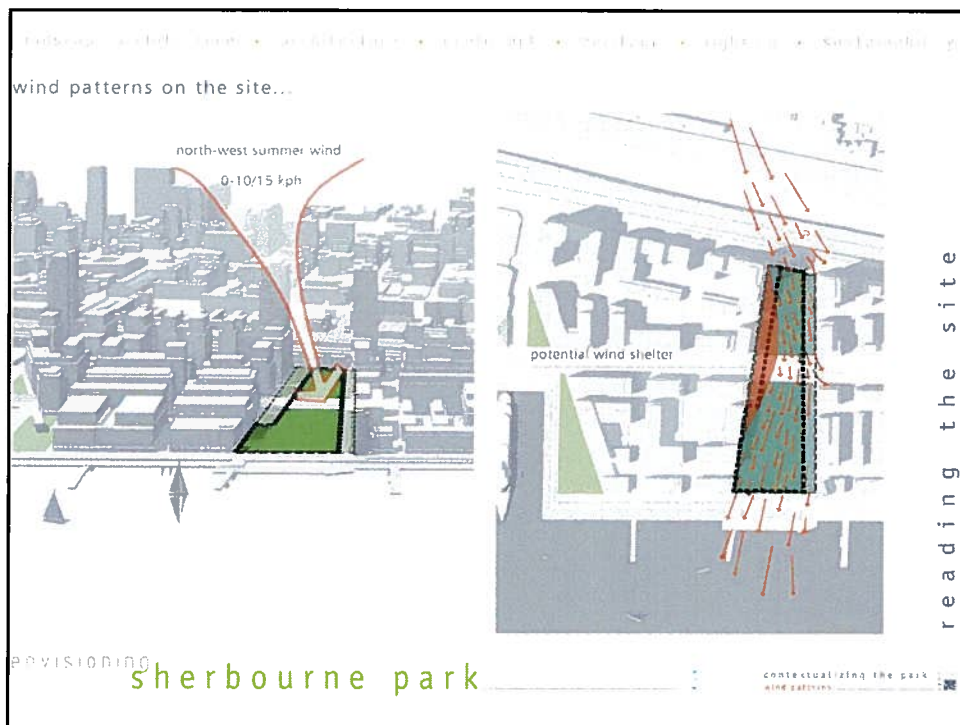 wind patterns on the site...
north-west summer wind
0-10/15 kph
potential wind shelter
reading the site
envisioning
sherbourne park
contextualizing the park
wind patterns